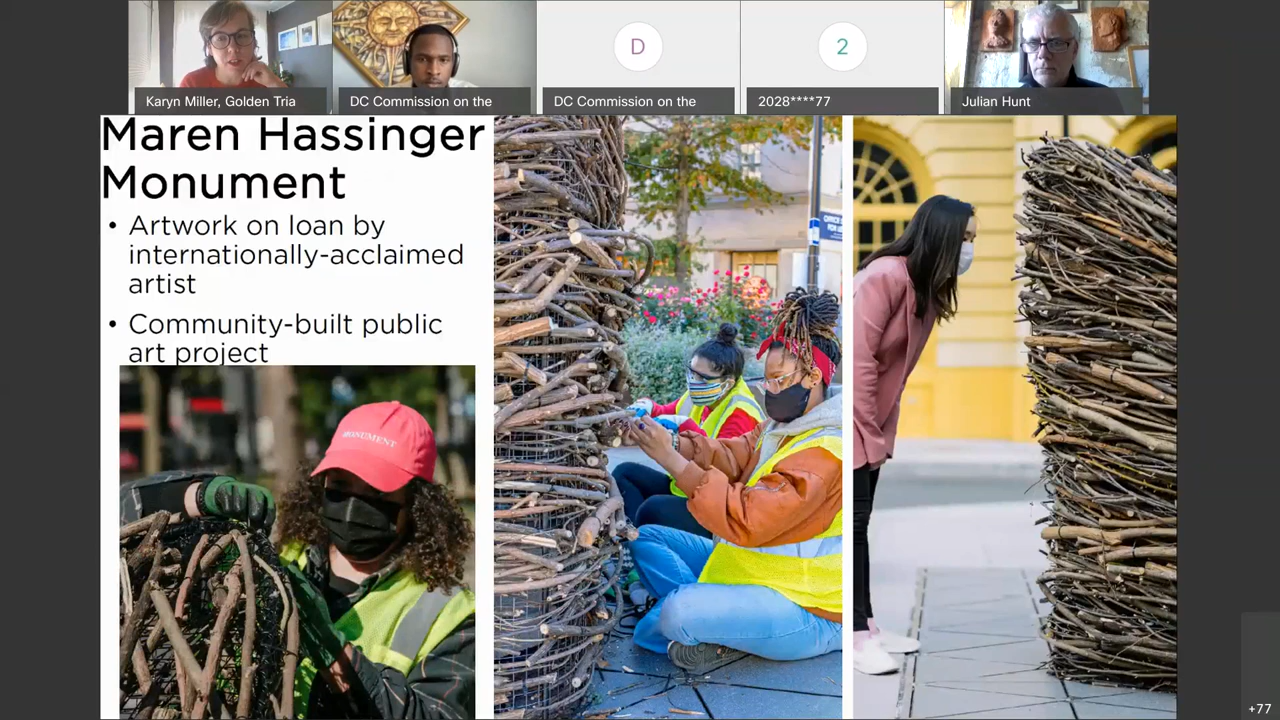 D
2
Karyn Miller, Golden Tria
DC Commission on the
DC Commission on the
2028****77
Julian Hunt
Maren Hassinger
Monument
• Artwork on loan by
internationally-acclaimed
artist
• Community-built public
art project
MONUMENT
+77